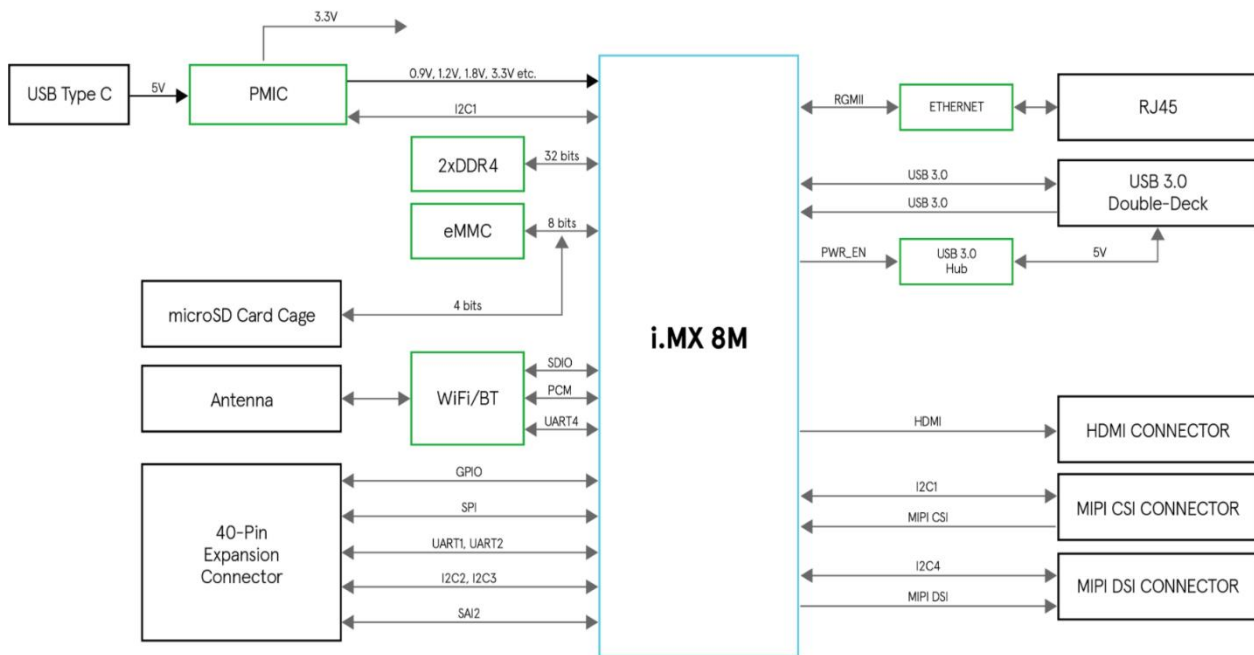 3.3V
USB Type C
5V
PMIC
0.9V, 1.2V, 1.8V, 3.3V etc.
I2C1
2xDDR4
32 bits
eMMC
8 bits
microSD Card Cage
4 bits
Antenna
WiFi/BT
SDIO
PCM
UART4
40-Pin
Expansion
Connector
GPIO
SPI
UART1, UART2
I2C2, I2C3
SAI2
i.MX 8M
RGMII
ETHERNET
RJ45
USB 3.0
USB 3.0
USB 3.0
Double-Deck
PWR_EN
USB 3.0
Hub
5V
HDMI
HDMI CONNECTOR
I2C1
MIPI CSI
MIPI CSI CONNECTOR
I2C4
MIPI DSI
MIPI DSI CONNECTOR